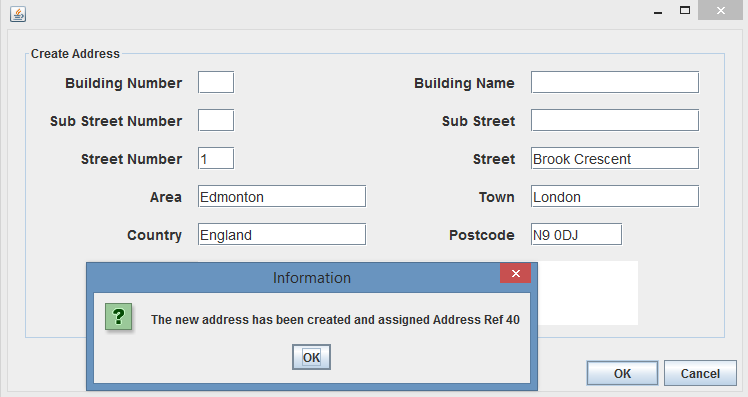 Create Address
Building Number
Building Name
Sub Street Number
Sub Street
Street Number 1
Street Brook Crescent
Area Edmonton
Town London
Country England
Postcode N9 0DJ
Information
? The new address has been created and assigned Address Ref 40
OK
OK Cancel